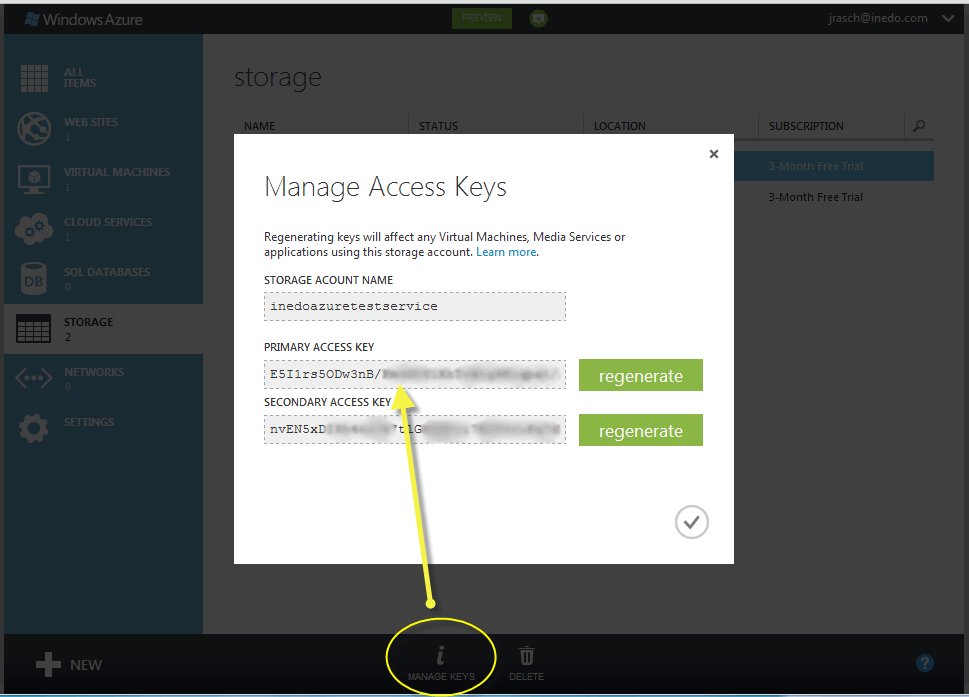 Windows Azure
PREVIEW
jrasch@inedo.com
ALL
ITEMS
WEB SITES
1
VIRTUAL MACHINES
1
CLOUD SERVICES
1
SQL DATABASES
0
DB
STORAGE
2
NETWORKS
0
SETTINGS
storage
NAME STATUS LOCATION SUBSCRIPTION
3-Month Free Trial
3-Month Free Trial
Manage Access Keys
Regenerating keys will affect any Virtual Machines, Media Services or
applications using this storage account. Learn more.
STORAGE ACOUNT NAME
inedoazuretestservice
PRIMARY ACCESS KEY
E5I1rs5ODw3nB/
regenerate
SECONDARY ACCESS KEY
nvEN5xD
regenerate
NEW
MANAGE KEYS
DELETE